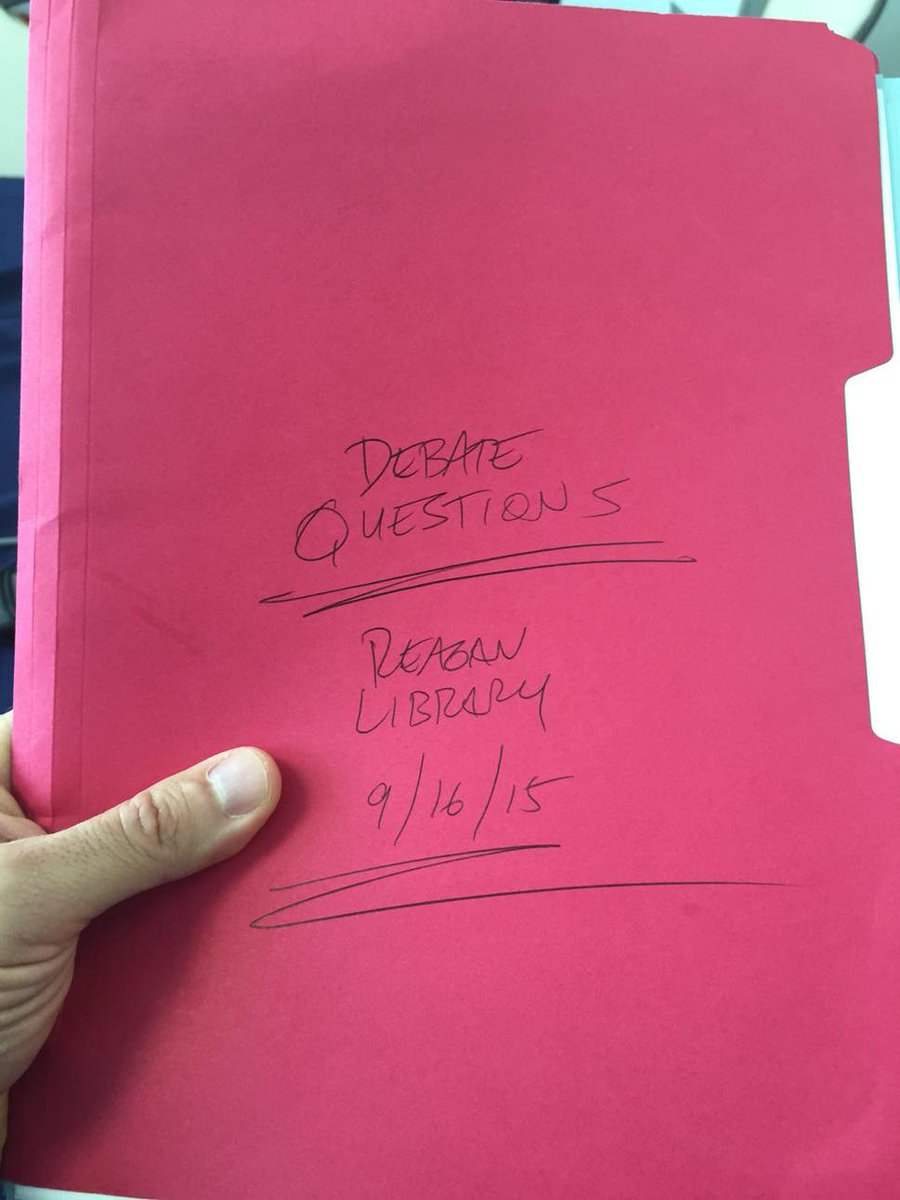 DEBATE
QUESTIONS
REAGAN
LIBRARY
9/16/15